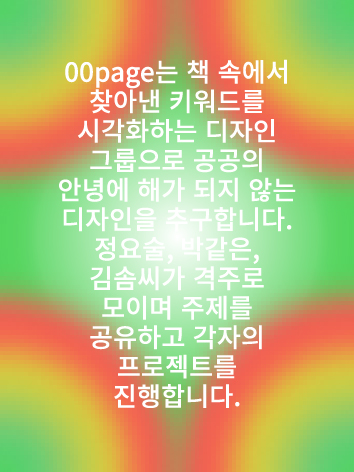 00page는 책 속에서
찾아낸 키워드를
시각화하는 디자인
그룹으로 공공의
안녕에 해가 되지 않는
디자인을 추구합니다.
정요술, 박같은,
김솜씨가 격주로
모이며 주제를
공유하고 각자의
프로젝트를
진행합니다.